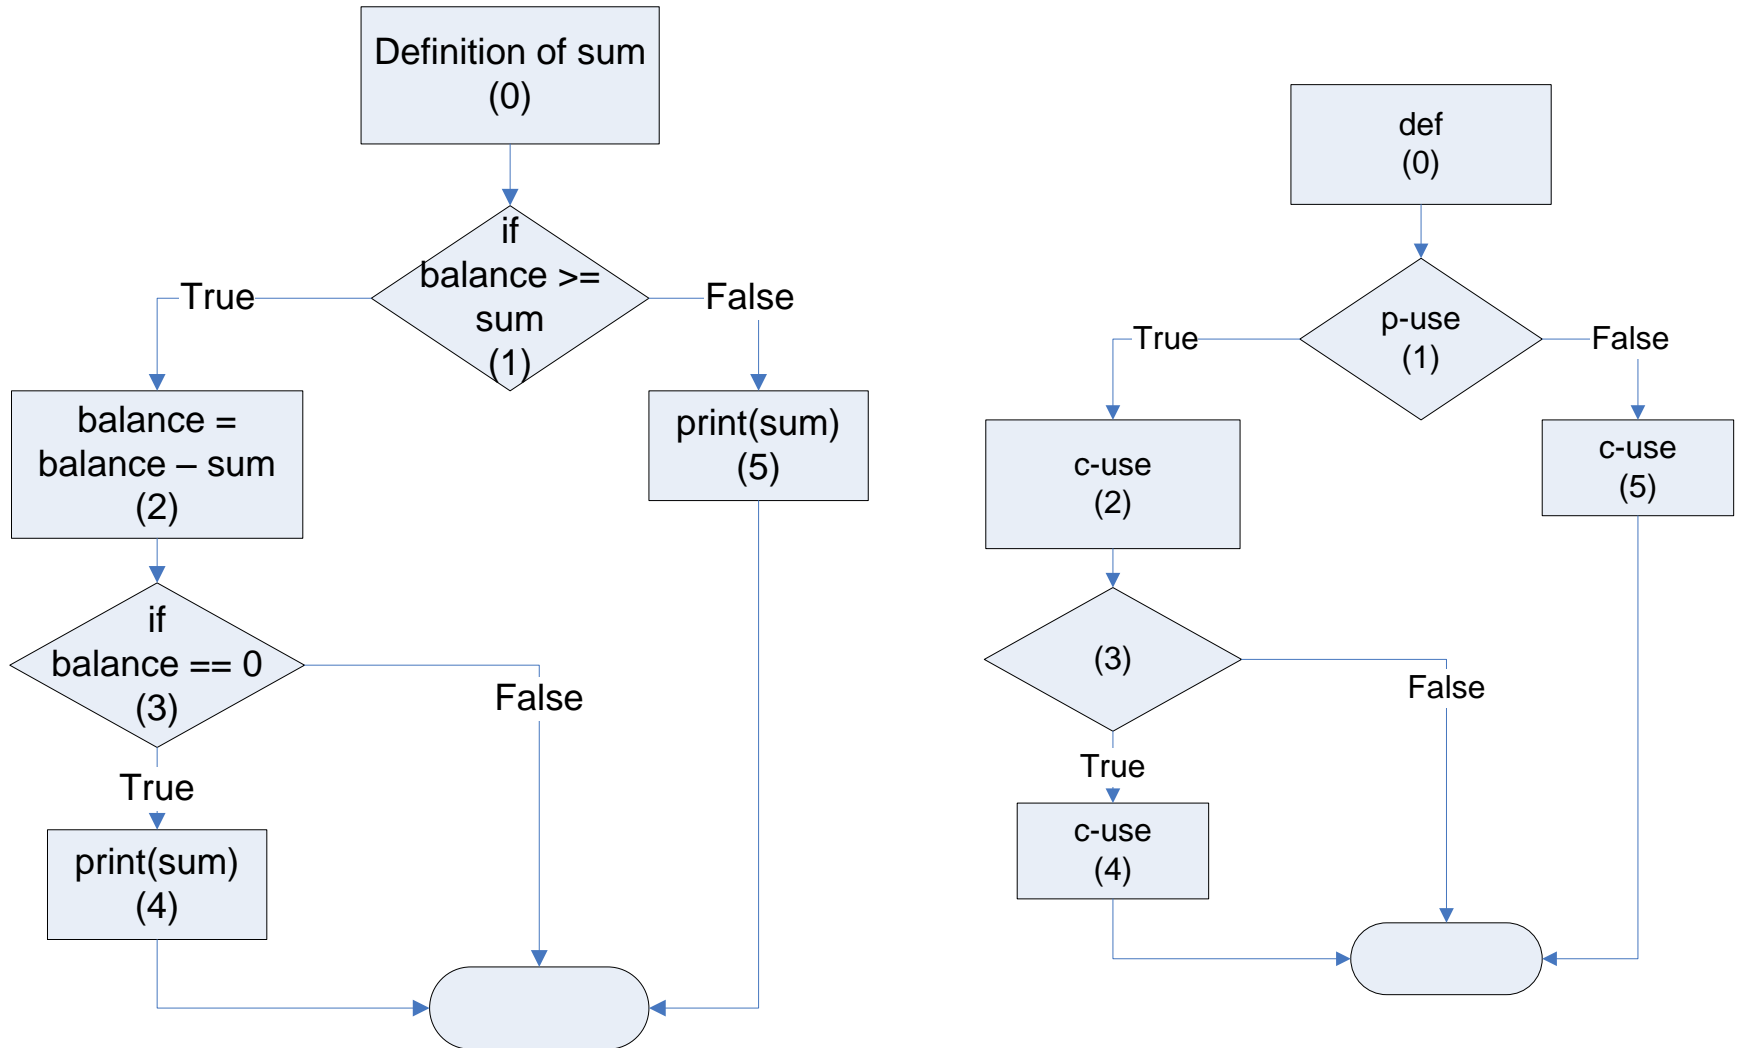 Definition of sum
(0)
if
balance >=
sum
(1)
True
False
balance =
balance – sum
(2)
print(sum)
(5)
if
balance == 0
(3)
False
True
print(sum)
(4)
def
(0)
p-use
(1)
True
False
c-use
(2)
c-use
(5)
(3)
False
True
c-use
(4)